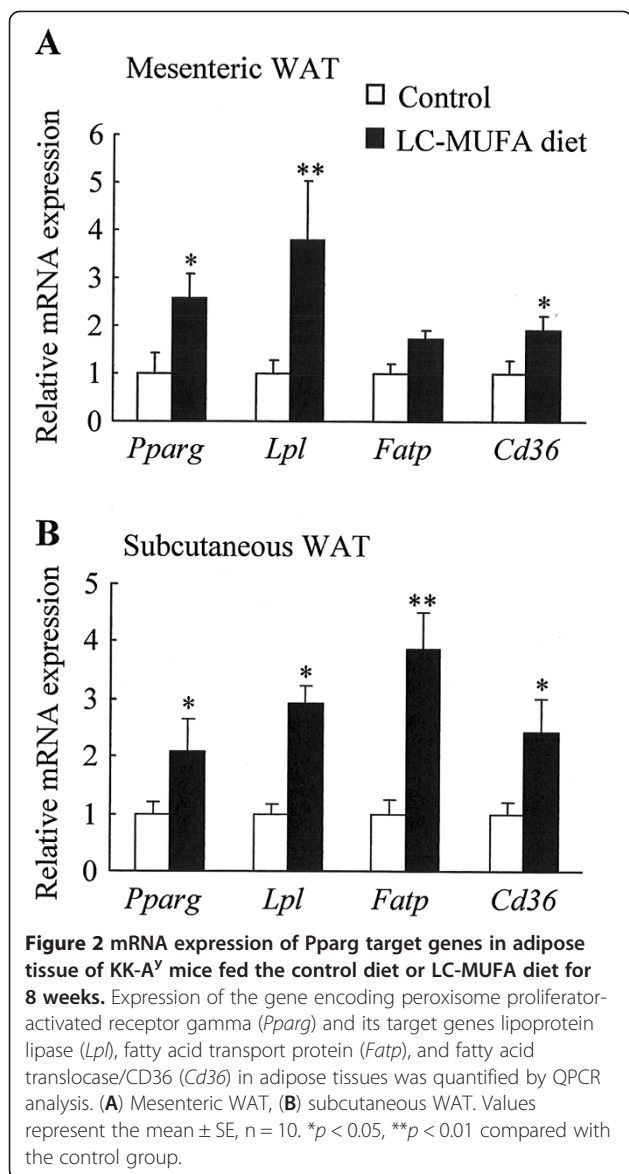 A
Mesenteric WAT
Control
LC-MUFA diet
Relative mRNA expression
6
5
4
3
2
1
0
*
**
*
Pparg Lpl Fatp Cd36
B
Subcutaneous WAT
Relative mRNA expression
5
4
3
2
1
0
*
*
**
*
Pparg Lpl Fatp Cd36
Figure 2 mRNA expression of Pparg target genes in adipose
tissue of KK-Aʸ mice fed the control diet or LC-MUFA diet for
8 weeks. Expression of the gene encoding peroxisome proliferator-
activated receptor gamma (Pparg) and its target genes lipoprotein
lipase (Lpl), fatty acid transport protein (Fatp), and fatty acid
translocase/CD36 (Cd36) in adipose tissues was quantified by QPCR
analysis. (A) Mesenteric WAT, (B) subcutaneous WAT. Values
represent the mean ± SE, n = 10. *p < 0.05, **p < 0.01 compared with
the control group.